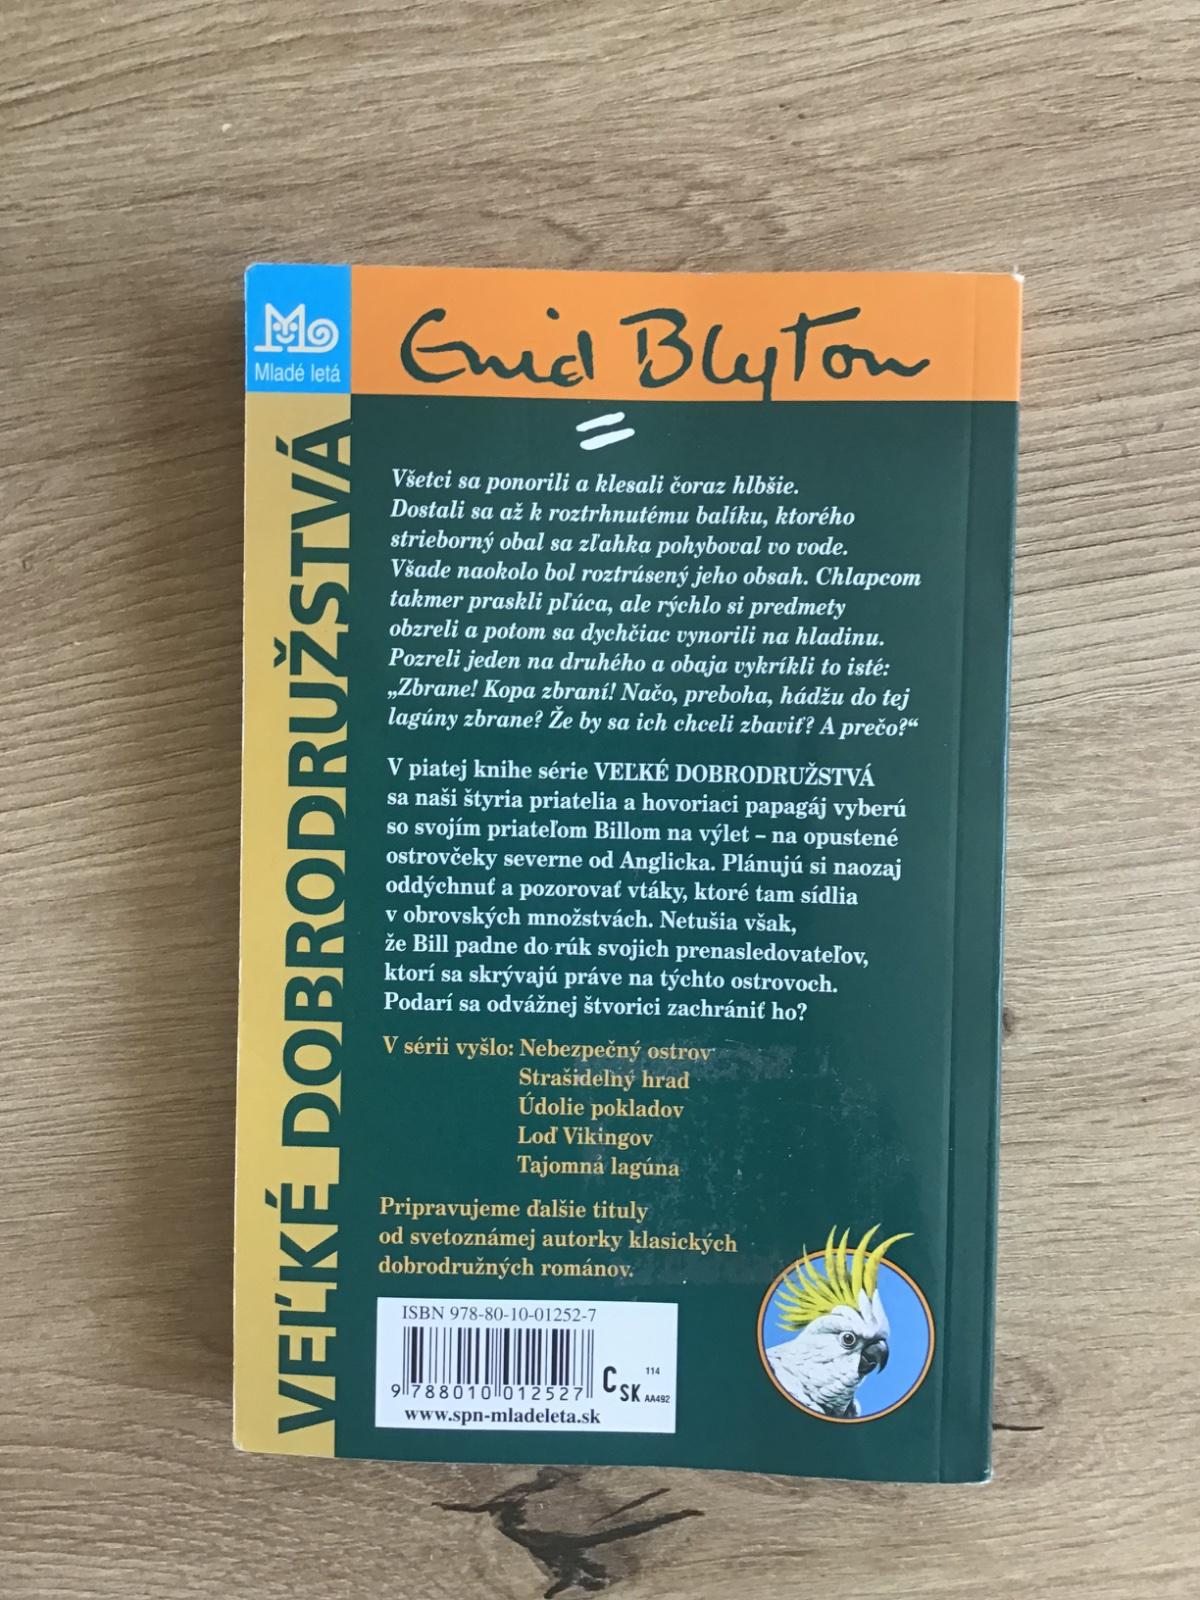 Mladé letá
Enid Blyton
VEĽKÉ DOBRODRUŽSTVÁ
Všetci sa ponorili a klesali čoraz hlbšie.
Dostali sa až k roztrhnutému balíku, ktorého
strieborný obal sa zľahka pohyboval vo vode.
Všade naokolo bol roztrúsený jeho obsah. Chlapcom
takmer praskli pľúca, ale rýchlo si predmety
obzreli a potom sa dychčiac vynorili na hladinu.
Pozreli jeden na druhého a obaja vykríkli to isté:
„Zbrane! Kopa zbraní! Načo, preboha, hádžu do tej
lagúny zbrane? Že by sa ich chceli zbaviť? A prečo?“
V piatej knihe série VEĽKÉ DOBRODRUŽSTVÁ
sa naši štyria priatelia a hovoriaci papagáj vyberú
so svojím priateľom Billom na výlet – na opustené
ostrovčeky severne od Anglicka. Plánujú si naozaj
oddýchnuť a pozorovať vtáky, ktoré tam sídlia
v obrovských množstvách. Netušia však,
že Bill padne do rúk svojich prenasledovateľov,
ktorí sa skrývajú práve na týchto ostrovoch.
Podarí sa odvážnej štvorici zachrániť ho?
V sérii vyšlo: Nebezpečný ostrov
Strašidelný hrad
Údolie pokladov
Loď Vikingov
Tajomná lagúna
Pripravujeme ďalšie tituly
od svetoznámej autorky klasických
dobrodružných románov.
ISBN 978-80-10-01252-7
9 788010 012527
C SK 114 AA492
www.spn-mladeleta.sk